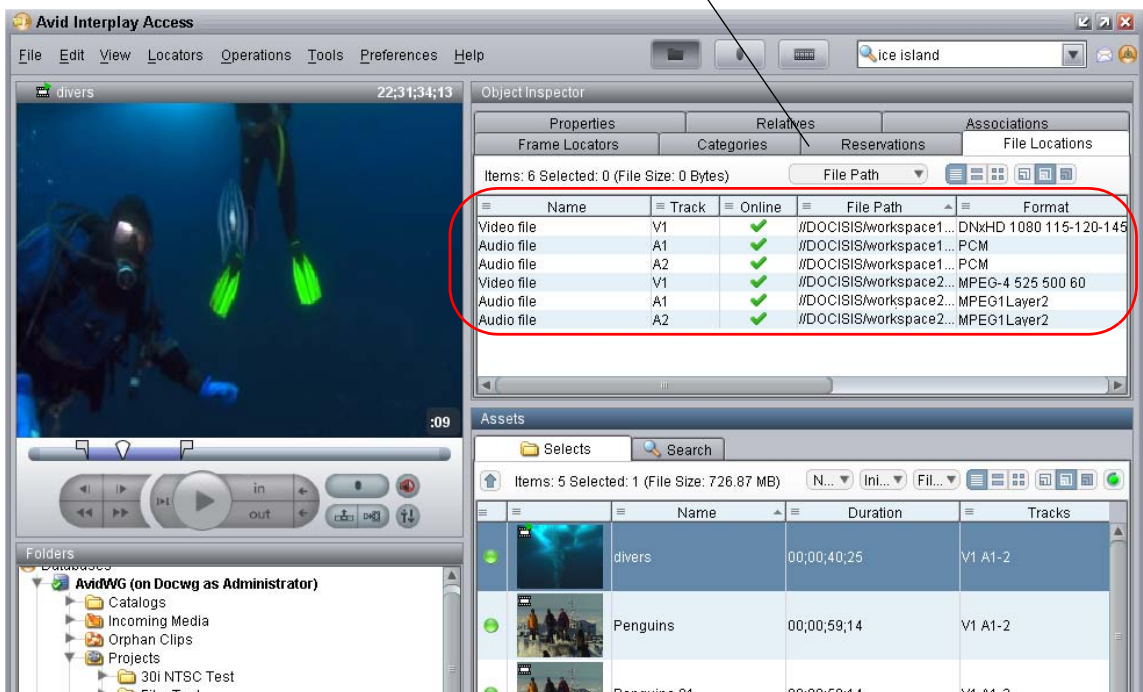 Avid Interplay Access
File Edit View Locators Operations Tools Preferences Help
ice island
divers 22;31;34;13
:09
in
out
Object Inspector
Properties Relatives Associations
Frame Locators Categories Reservations File Locations
Items: 6 Selected: 0 (File Size: 0 Bytes) File Path
Name Track Online File Path Format
Video file V1 //DOCISIS/workspace1... DNxHD 1080 115-120-145
Audio file A1 //DOCISIS/workspace1... PCM
Audio file A2 //DOCISIS/workspace1... PCM
Video file V1 //DOCISIS/workspace2... MPEG-4 525 500 60
Audio file A1 //DOCISIS/workspace2... MPEG1Layer2
Audio file A2 //DOCISIS/workspace2... MPEG1Layer2
Assets
Selects Search
Items: 5 Selected: 1 (File Size: 726.87 MB) N... Ini... Fil...
Name Duration Tracks
divers 00;00;40;25 V1 A1-2
Penguins 00;00;59;14 V1 A1-2
Folders
Databases
AvidWG (on Docwg as Administrator)
Catalogs
Incoming Media
Orphan Clips
Projects
30i NTSC Test